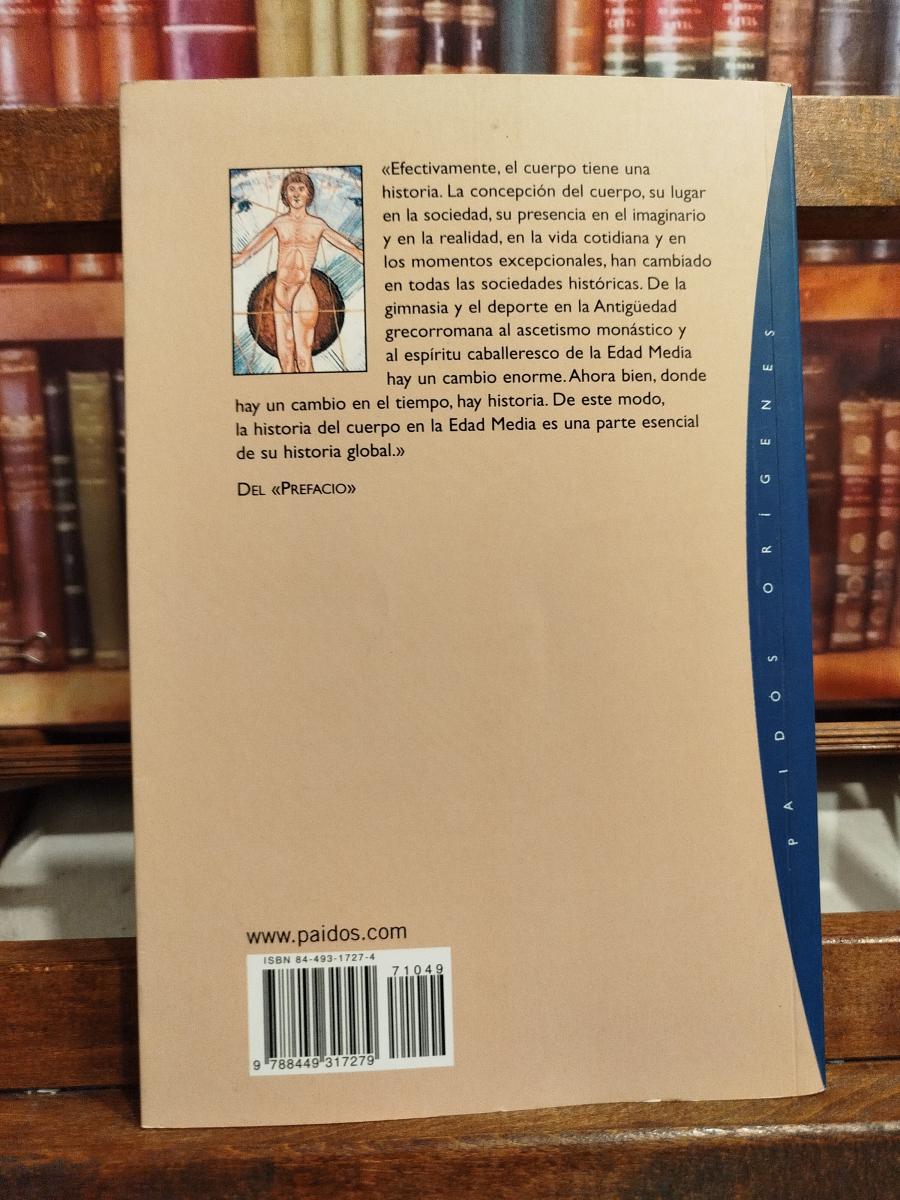 «Efectivamente, el cuerpo tiene una
historia. La concepción del cuerpo, su lugar
en la sociedad, su presencia en el imaginario
y en la realidad, en la vida cotidiana y en
los momentos excepcionales, han cambiado
en todas las sociedades históricas. De la
gimnasia y el deporte en la Antigüedad
grecorromana al ascetismo monástico y
al espíritu caballeresco de la Edad Media
hay un cambio enorme. Ahora bien, donde
hay un cambio en el tiempo, hay historia. De este modo,
la historia del cuerpo en la Edad Media es una parte esencial
de su historia global.»
DEL «PREFACIO»
PAIDÓS ORÍGENES
www.paidos.com
ISBN 84-493-1727-4
71049
9 788449 317279
CIVIL
CIVIL